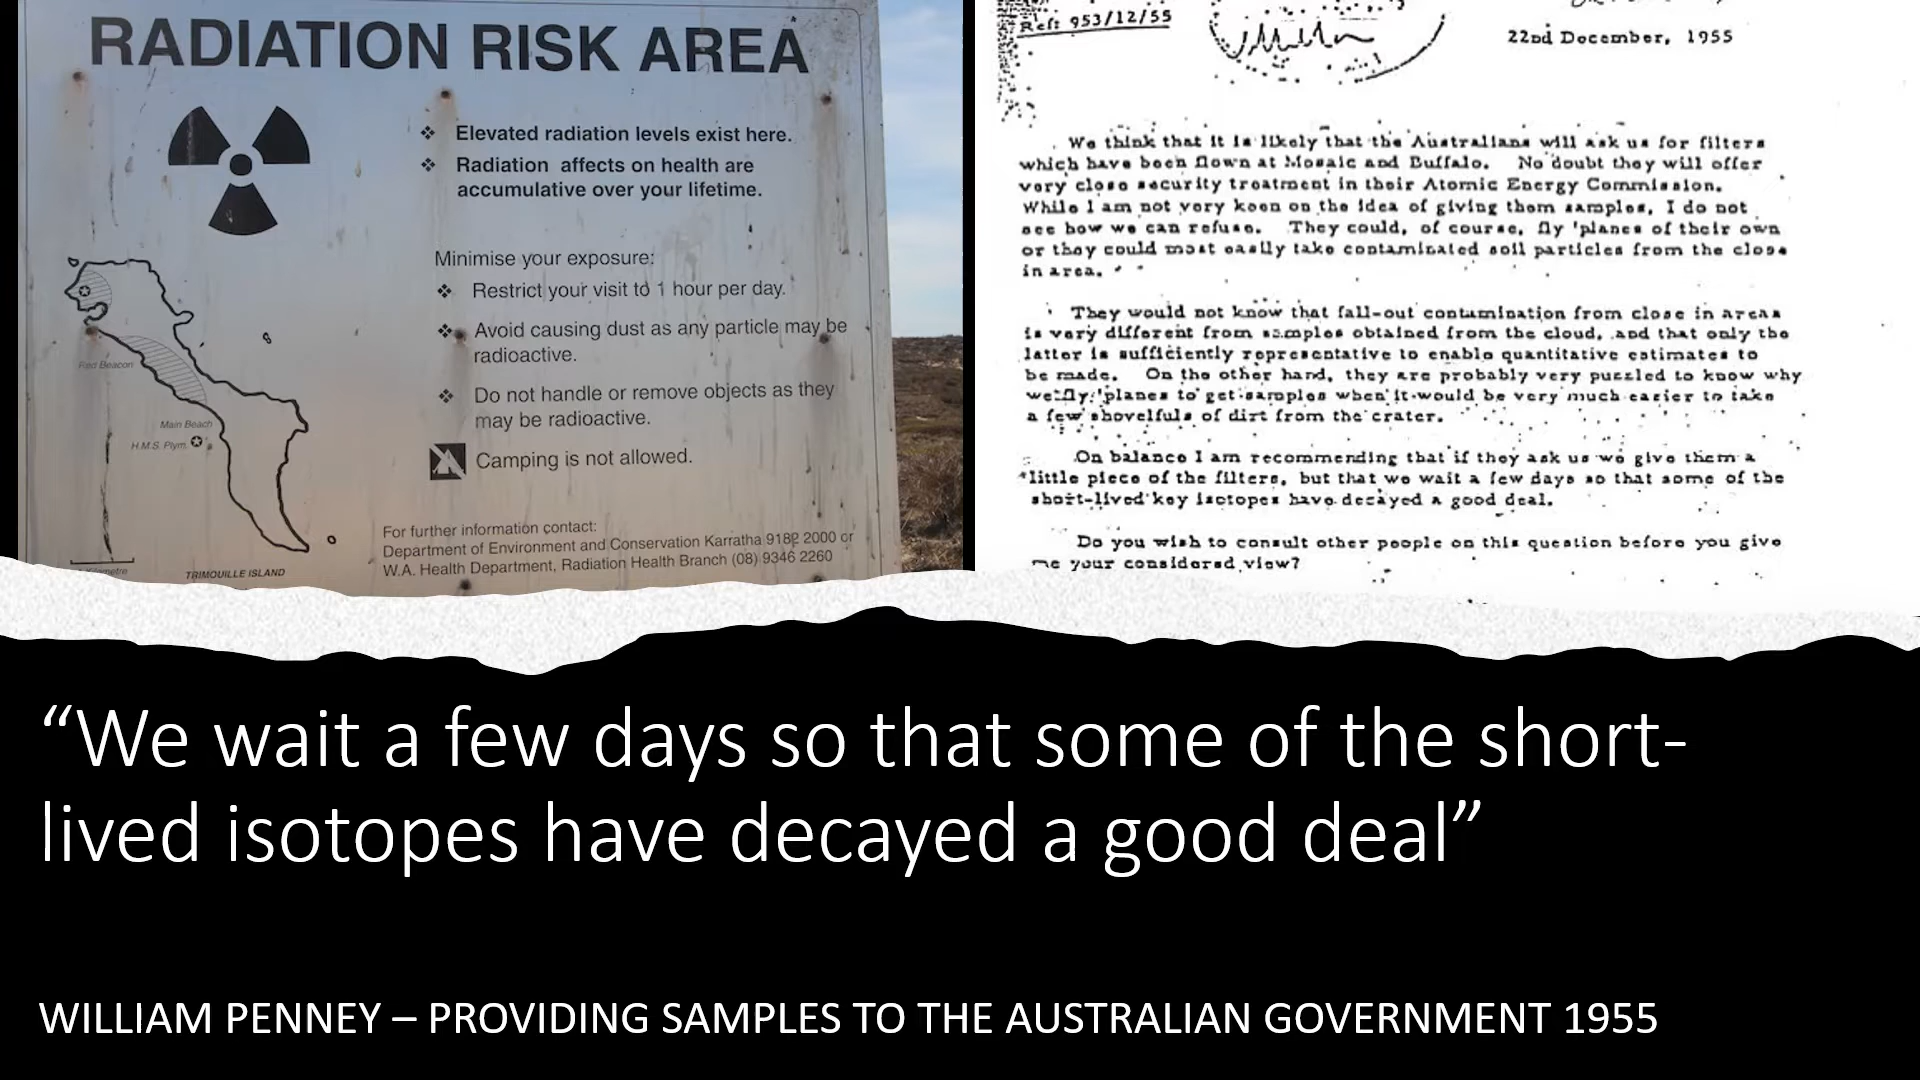 RADIATION RISK AREA
❖ Elevated radiation levels exist here.
❖ Radiation affects on health are
accumulative over your lifetime.
Minimise your exposure:
❖ Restrict your visit to 1 hour per day.
❖ Avoid causing dust as any particle may be
radioactive.
❖ Do not handle or remove objects as they
may be radioactive.
Camping is not allowed.
For further information contact:
Department of Environment and Conservation Karratha 9182 2000 or
W.A. Health Department, Radiation Health Branch (08) 9346 2260
Red Beacon
Main Beach
H.M.S. Plym
Kilometre
TRIMOUILLE ISLAND
Ref: 953/12/55
22nd December, 1955
We think that it is likely that the Australians will ask us for filters
which have been flown at Mosaic and Buffalo. No doubt they will offer
very close security treatment in their Atomic Energy Commission.
While I am not very keen on the idea of giving them samples, I do not
see how we can refuse. They could, of course, fly 'planes of their own
or they could most easily take contaminated soil particles from the close
in area.
They would not know that fall-out contamination from close in areas
is very different from samples obtained from the cloud, and that only the
latter is sufficiently representative to enable quantitative estimates to
be made. On the other hand, they are probably very puzzled to know why
we fly 'planes to get samples when it would be very much easier to take
a few shovelfuls of dirt from the crater.
On balance I am recommending that if they ask us we give them a
little piece of the filters, but that we wait a few days so that some of the
short-lived key isotopes have decayed a good deal.
Do you wish to consult other people on this question before you give
me your considered view?
“We wait a few days so that some of the short-
lived isotopes have decayed a good deal”
WILLIAM PENNEY – PROVIDING SAMPLES TO THE AUSTRALIAN GOVERNMENT 1955